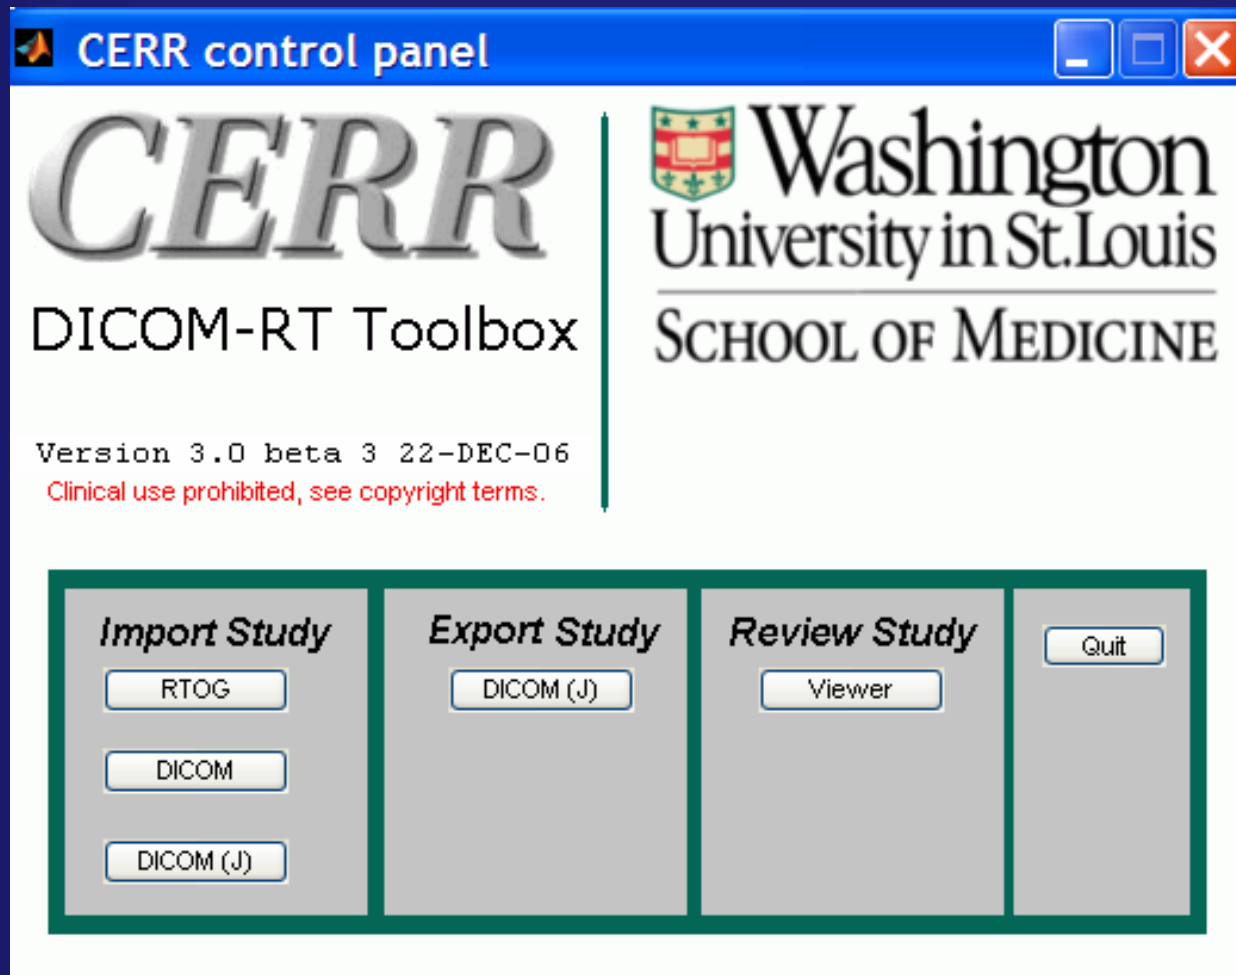 CERR control panel
CERR
DICOM-RT Toolbox
Version 3.0 beta 3 22-DEC-06
Clinical use prohibited, see copyright terms.
Washington
University in St.Louis
SCHOOL OF MEDICINE
Import Study
RTOG
DICOM
DICOM (J)
Export Study
DICOM (J)
Review Study
Viewer
Quit